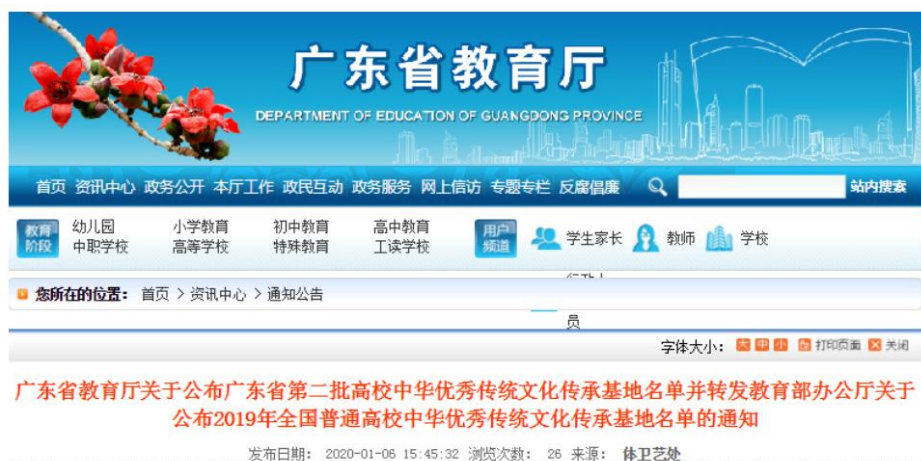 广东省教育厅
DEPARTMENT OF EDUCATION OF GUANGDONG PROVINCE
首页 资讯中心 政务公开 本厅工作 政民互动 政务服务 网上信访 专题专栏 反腐倡廉 站内搜索
教育阶段 幼儿园 小学教育 初中教育 高中教育 用户频道 学生家长 教师 学校
中职学校 高等学校 特殊教育 工读学校
您所在的位置： 首页 > 资讯中心 > 通知公告
员
字体大小： 大 中 小 打印页面 关闭
广东省教育厅关于公布广东省第二批高校中华优秀传统文化传承基地名单并转发教育部办公厅关于
公布2019年全国普通高校中华优秀传统文化传承基地名单的通知
发布日期： 2020-01-06 15:45:32 浏览次数： 26 来源： 体卫艺处